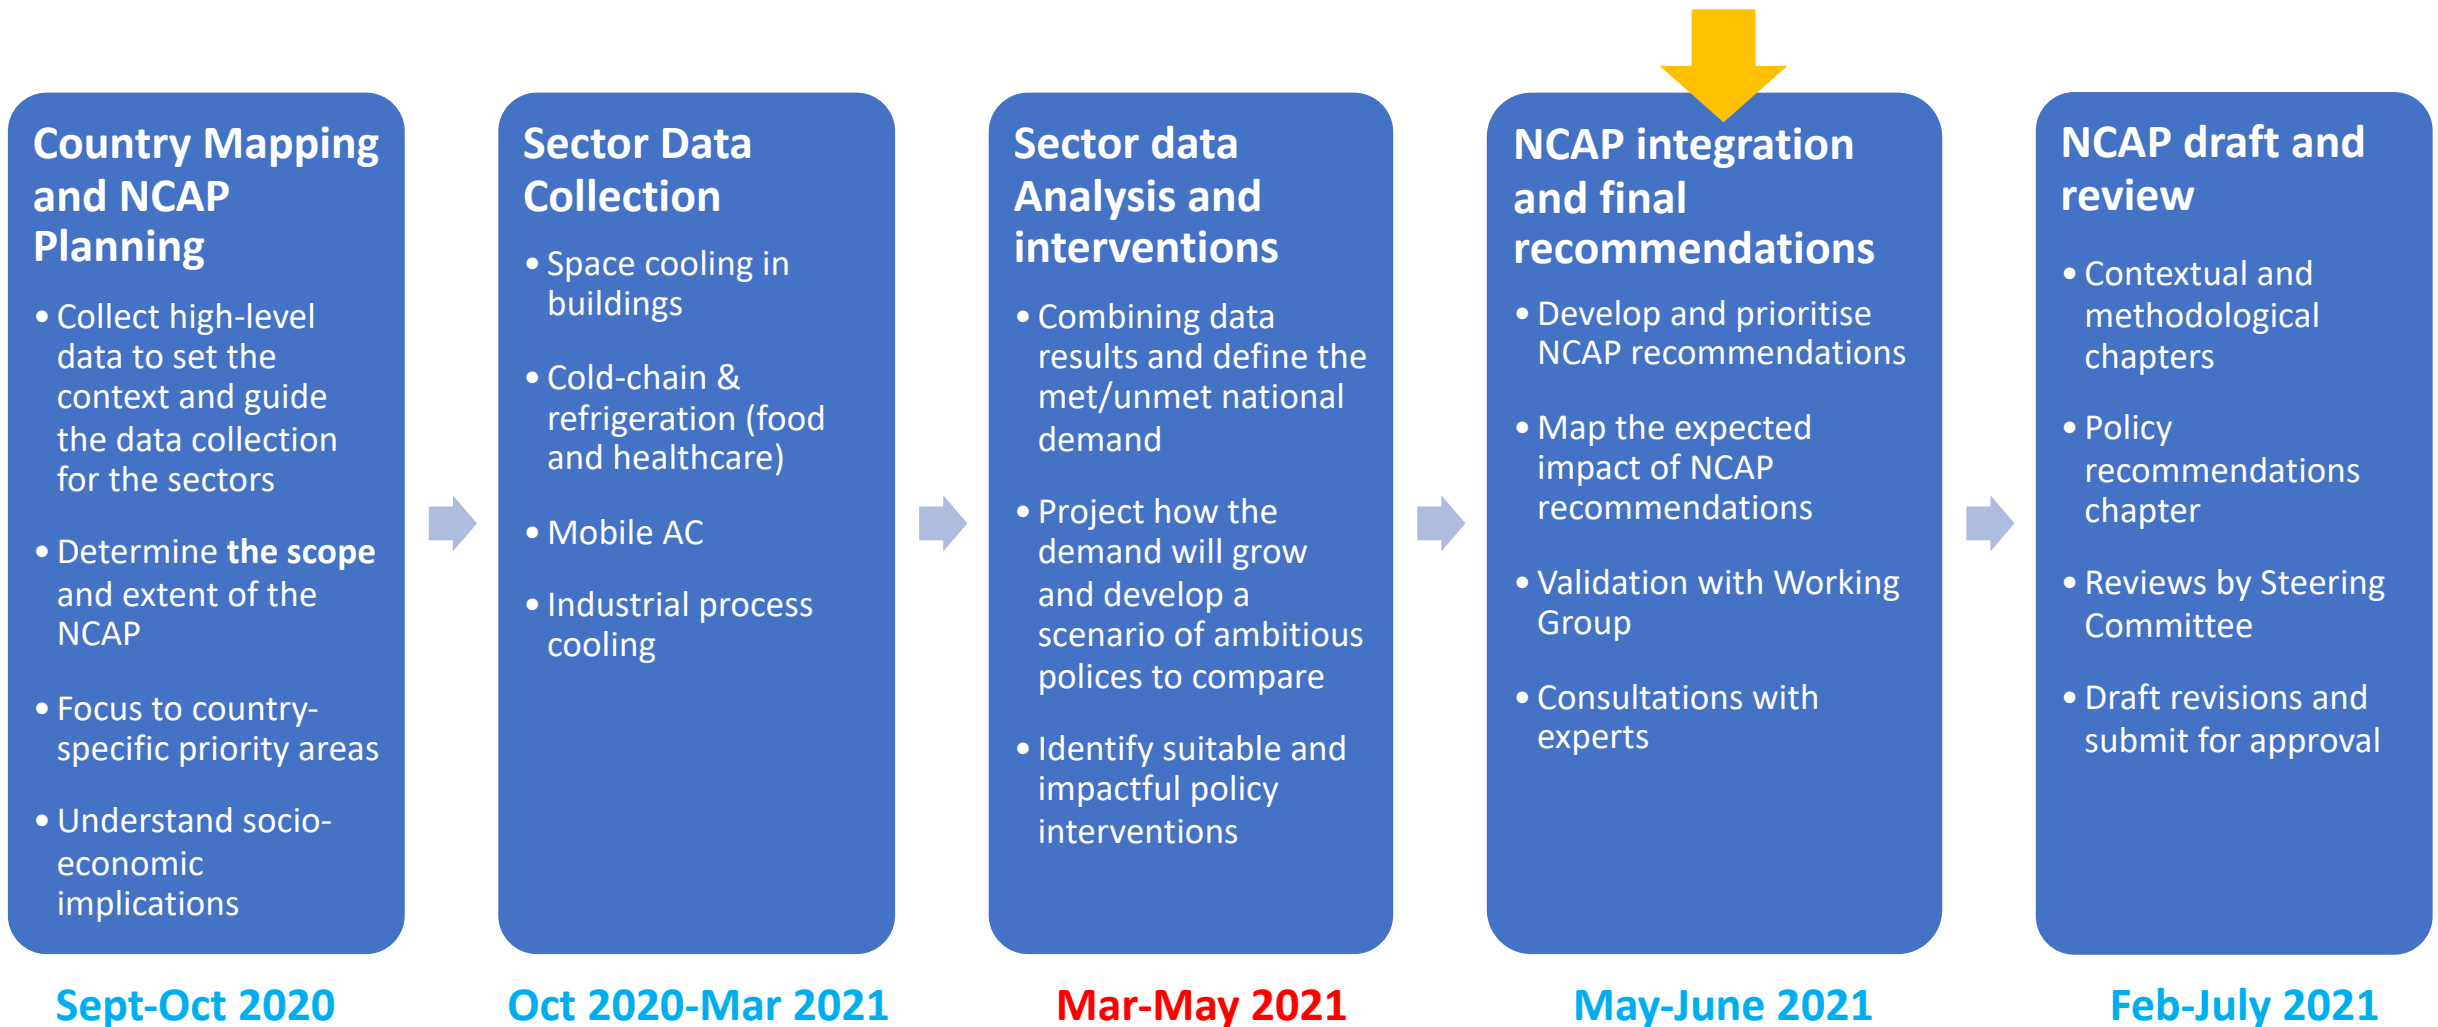 Country Mapping
and NCAP
Planning
• Collect high-level
data to set the
context and guide
the data collection
for the sectors
• Determine the scope
and extent of the
NCAP
• Focus to country-
specific priority areas
• Understand socio-
economic
implications
Sept-Oct 2020
Sector Data
Collection
• Space cooling in
buildings
• Cold-chain &
refrigeration (food
and healthcare)
• Mobile AC
• Industrial process
cooling
Oct 2020-Mar 2021
Sector data
Analysis and
interventions
• Combining data
results and define the
met/unmet national
demand
• Project how the
demand will grow
and develop a
scenario of ambitious
polices to compare
• Identify suitable and
impactful policy
interventions
Mar-May 2021
NCAP integration
and final
recommendations
• Develop and prioritise
NCAP recommendations
• Map the expected
impact of NCAP
recommendations
• Validation with Working
Group
• Consultations with
experts
May-June 2021
NCAP draft and
review
• Contextual and
methodological
chapters
• Policy
recommendations
chapter
• Reviews by Steering
Committee
• Draft revisions and
submit for approval
Feb-July 2021